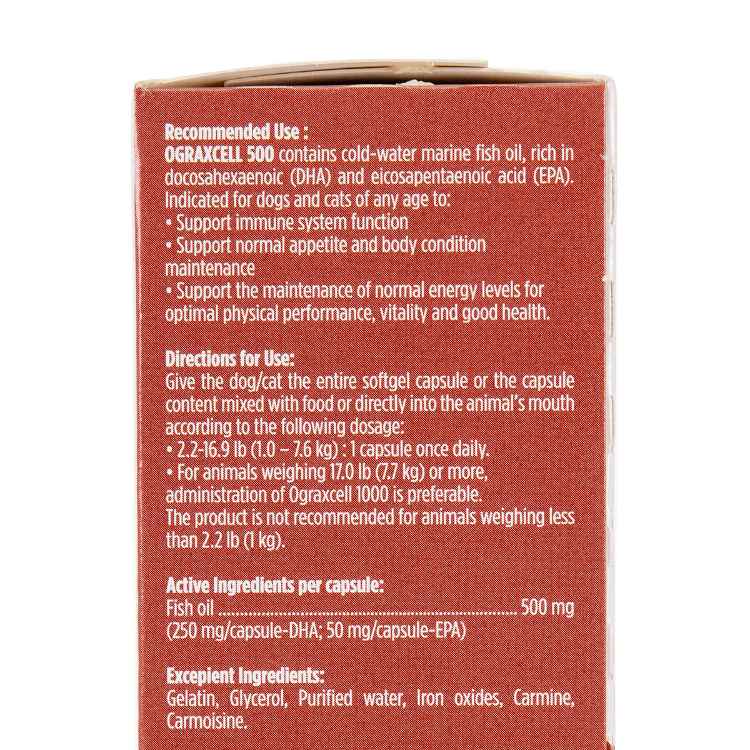 Recommended Use :
OGRAXCELL 500 contains cold-water marine fish oil, rich in
docosahexaenoic (DHA) and eicosapentaenoic acid (EPA).
Indicated for dogs and cats of any age to:
• Support immune system function
• Support normal appetite and body condition
maintenance
• Support the maintenance of normal energy levels for
optimal physical performance, vitality and good health.
Directions for Use:
Give the dog/cat the entire softgel capsule or the capsule
content mixed with food or directly into the animal's mouth
according to the following dosage:
• 2.2-16.9 lb (1.0 – 7.6 kg) : 1 capsule once daily.
• For animals weighing 17.0 lb (7.7 kg) or more,
administration of Ograxcell 1000 is preferable.
The product is not recommended for animals weighing less
than 2.2 lb (1 kg).
Active Ingredients per capsule:
Fish oil ........................................................................ 500 mg
(250 mg/capsule-DHA; 50 mg/capsule-EPA)
Excepient Ingredients:
Gelatin, Glycerol, Purified water, Iron oxides, Carmine,
Carmoisine.